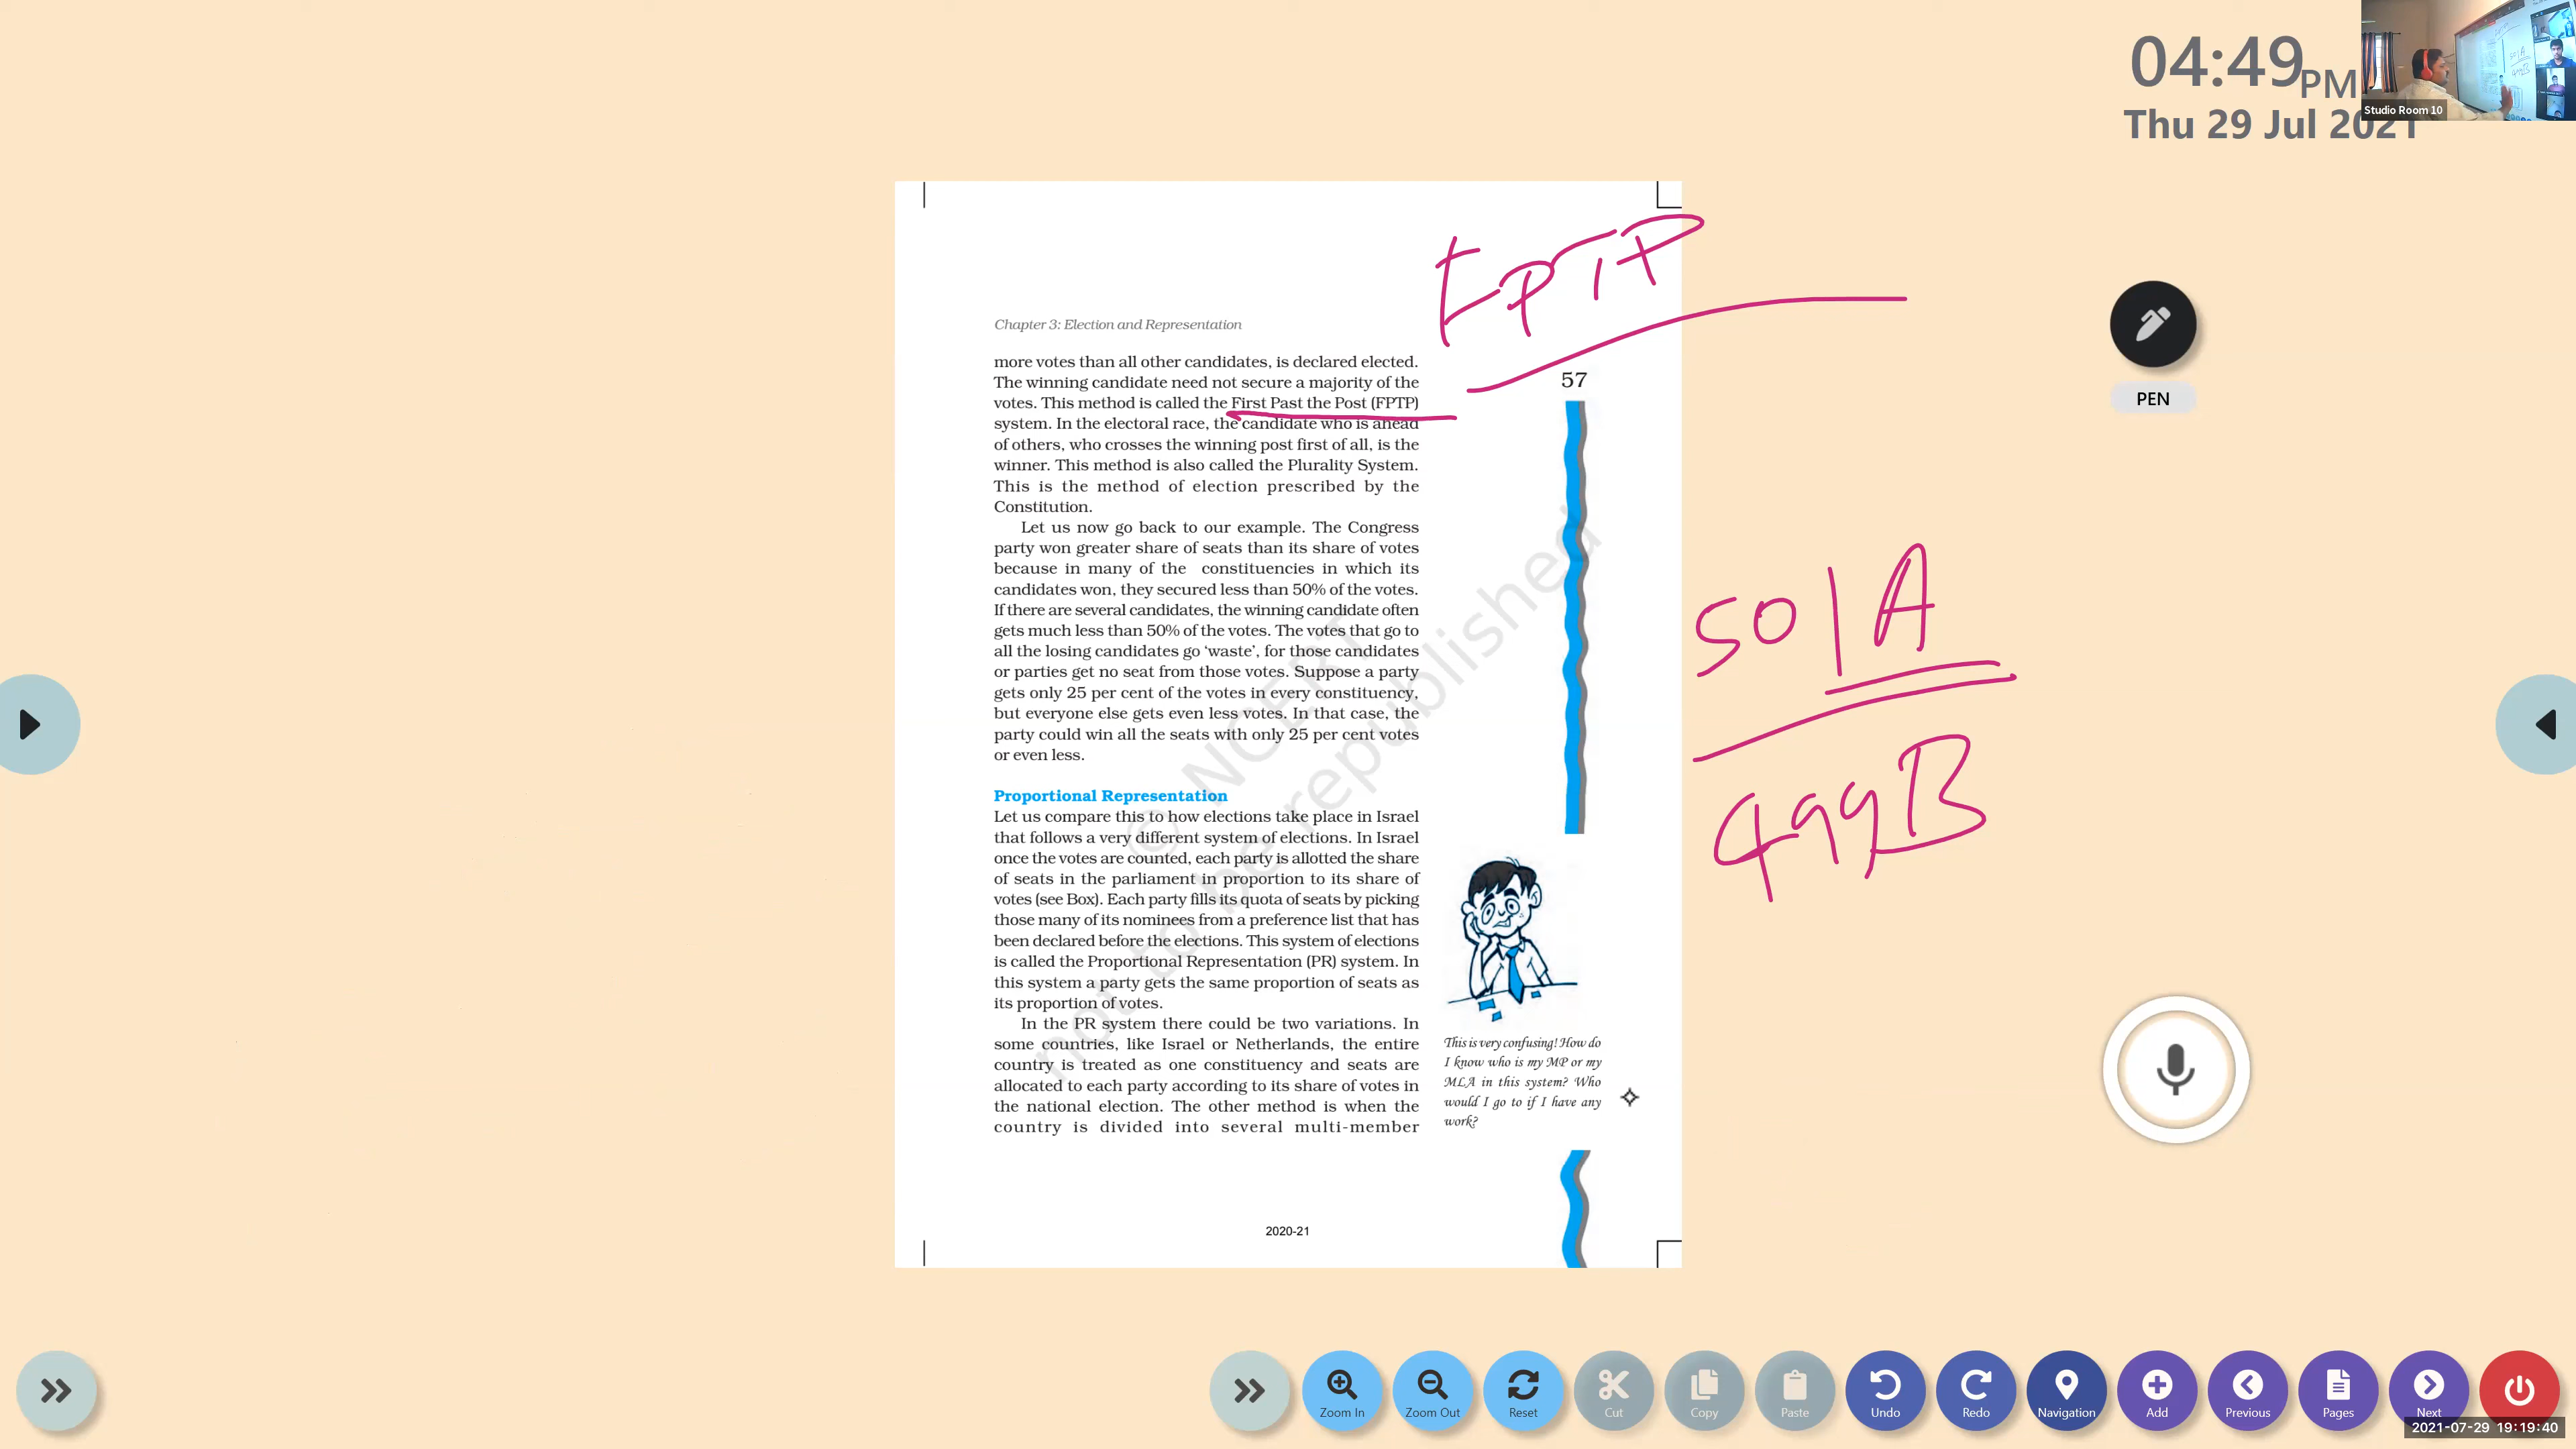 04:49 PM
Thu 29 Jul 2021
Studio Room 10
FPTP
Chapter 3: Election and Representation
more votes than all other candidates, is declared elected.
The winning candidate need not secure a majority of the
votes. This method is called the First Past the Post (FPTP)
system. In the electoral race, the candidate who is ahead
of others, who crosses the winning post first of all, is the
winner. This method is also called the Plurality System.
This is the method of election prescribed by the
Constitution.
Let us now go back to our example. The Congress
party won greater share of seats than its share of votes
because in many of the constituencies in which its
candidates won, they secured less than 50% of the votes.
If there are several candidates, the winning candidate often
gets much less than 50% of the votes. The votes that go to
all the losing candidates go ‘waste’, for those candidates
or parties get no seat from those votes. Suppose a party
gets only 25 per cent of the votes in every constituency,
but everyone else gets even less votes. In that case, the
party could win all the seats with only 25 per cent votes
or even less.
Proportional Representation
Let us compare this to how elections take place in Israel
that follows a very different system of elections. In Israel
once the votes are counted, each party is allotted the share
of seats in the parliament in proportion to its share of
votes (see Box). Each party fills its quota of seats by picking
those many of its nominees from a preference list that has
been declared before the elections. This system of elections
is called the Proportional Representation (PR) system. In
this system a party gets the same proportion of seats as
its proportion of votes.
In the PR system there could be two variations. In
some countries, like Israel or Netherlands, the entire
country is treated as one constituency and seats are
allocated to each party according to its share of votes in
the national election. The other method is when the
country is divided into several multi-member
57
This is very confusing! How do
I know who is my MP or my
MLA in this system? Who
would I go to if I have any
work?
© NCERT
not to be republished
2020-21
501A
499B
PEN
Zoom In
Zoom Out
Reset
Cut
Copy
Paste
Undo
Redo
Navigation
Add
Previous
Pages
Next
2021-07-29 19:19:40